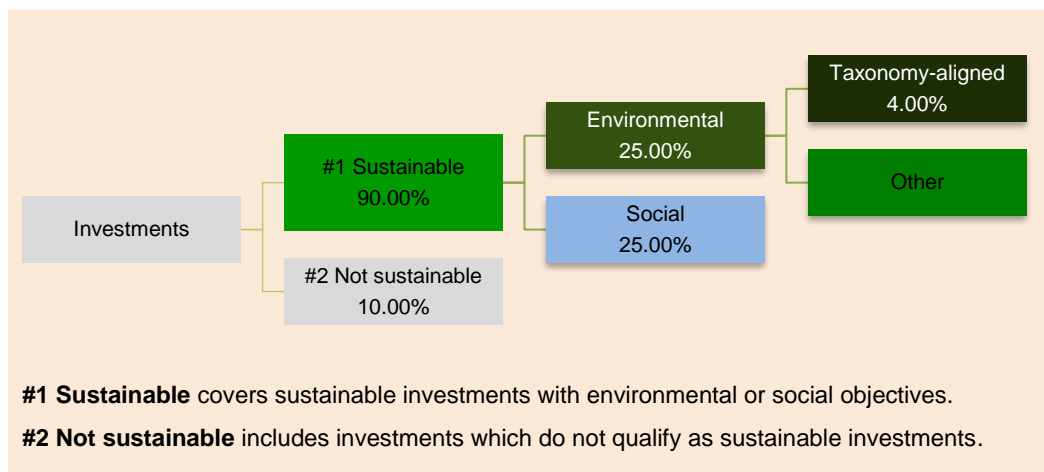 Investments
#1 Sustainable
90.00%
#2 Not sustainable
10.00%
Environmental
25.00%
Social
25.00%
Taxonomy-aligned
4.00%
Other
#1 Sustainable covers sustainable investments with environmental or social objectives.
#2 Not sustainable includes investments which do not qualify as sustainable investments.